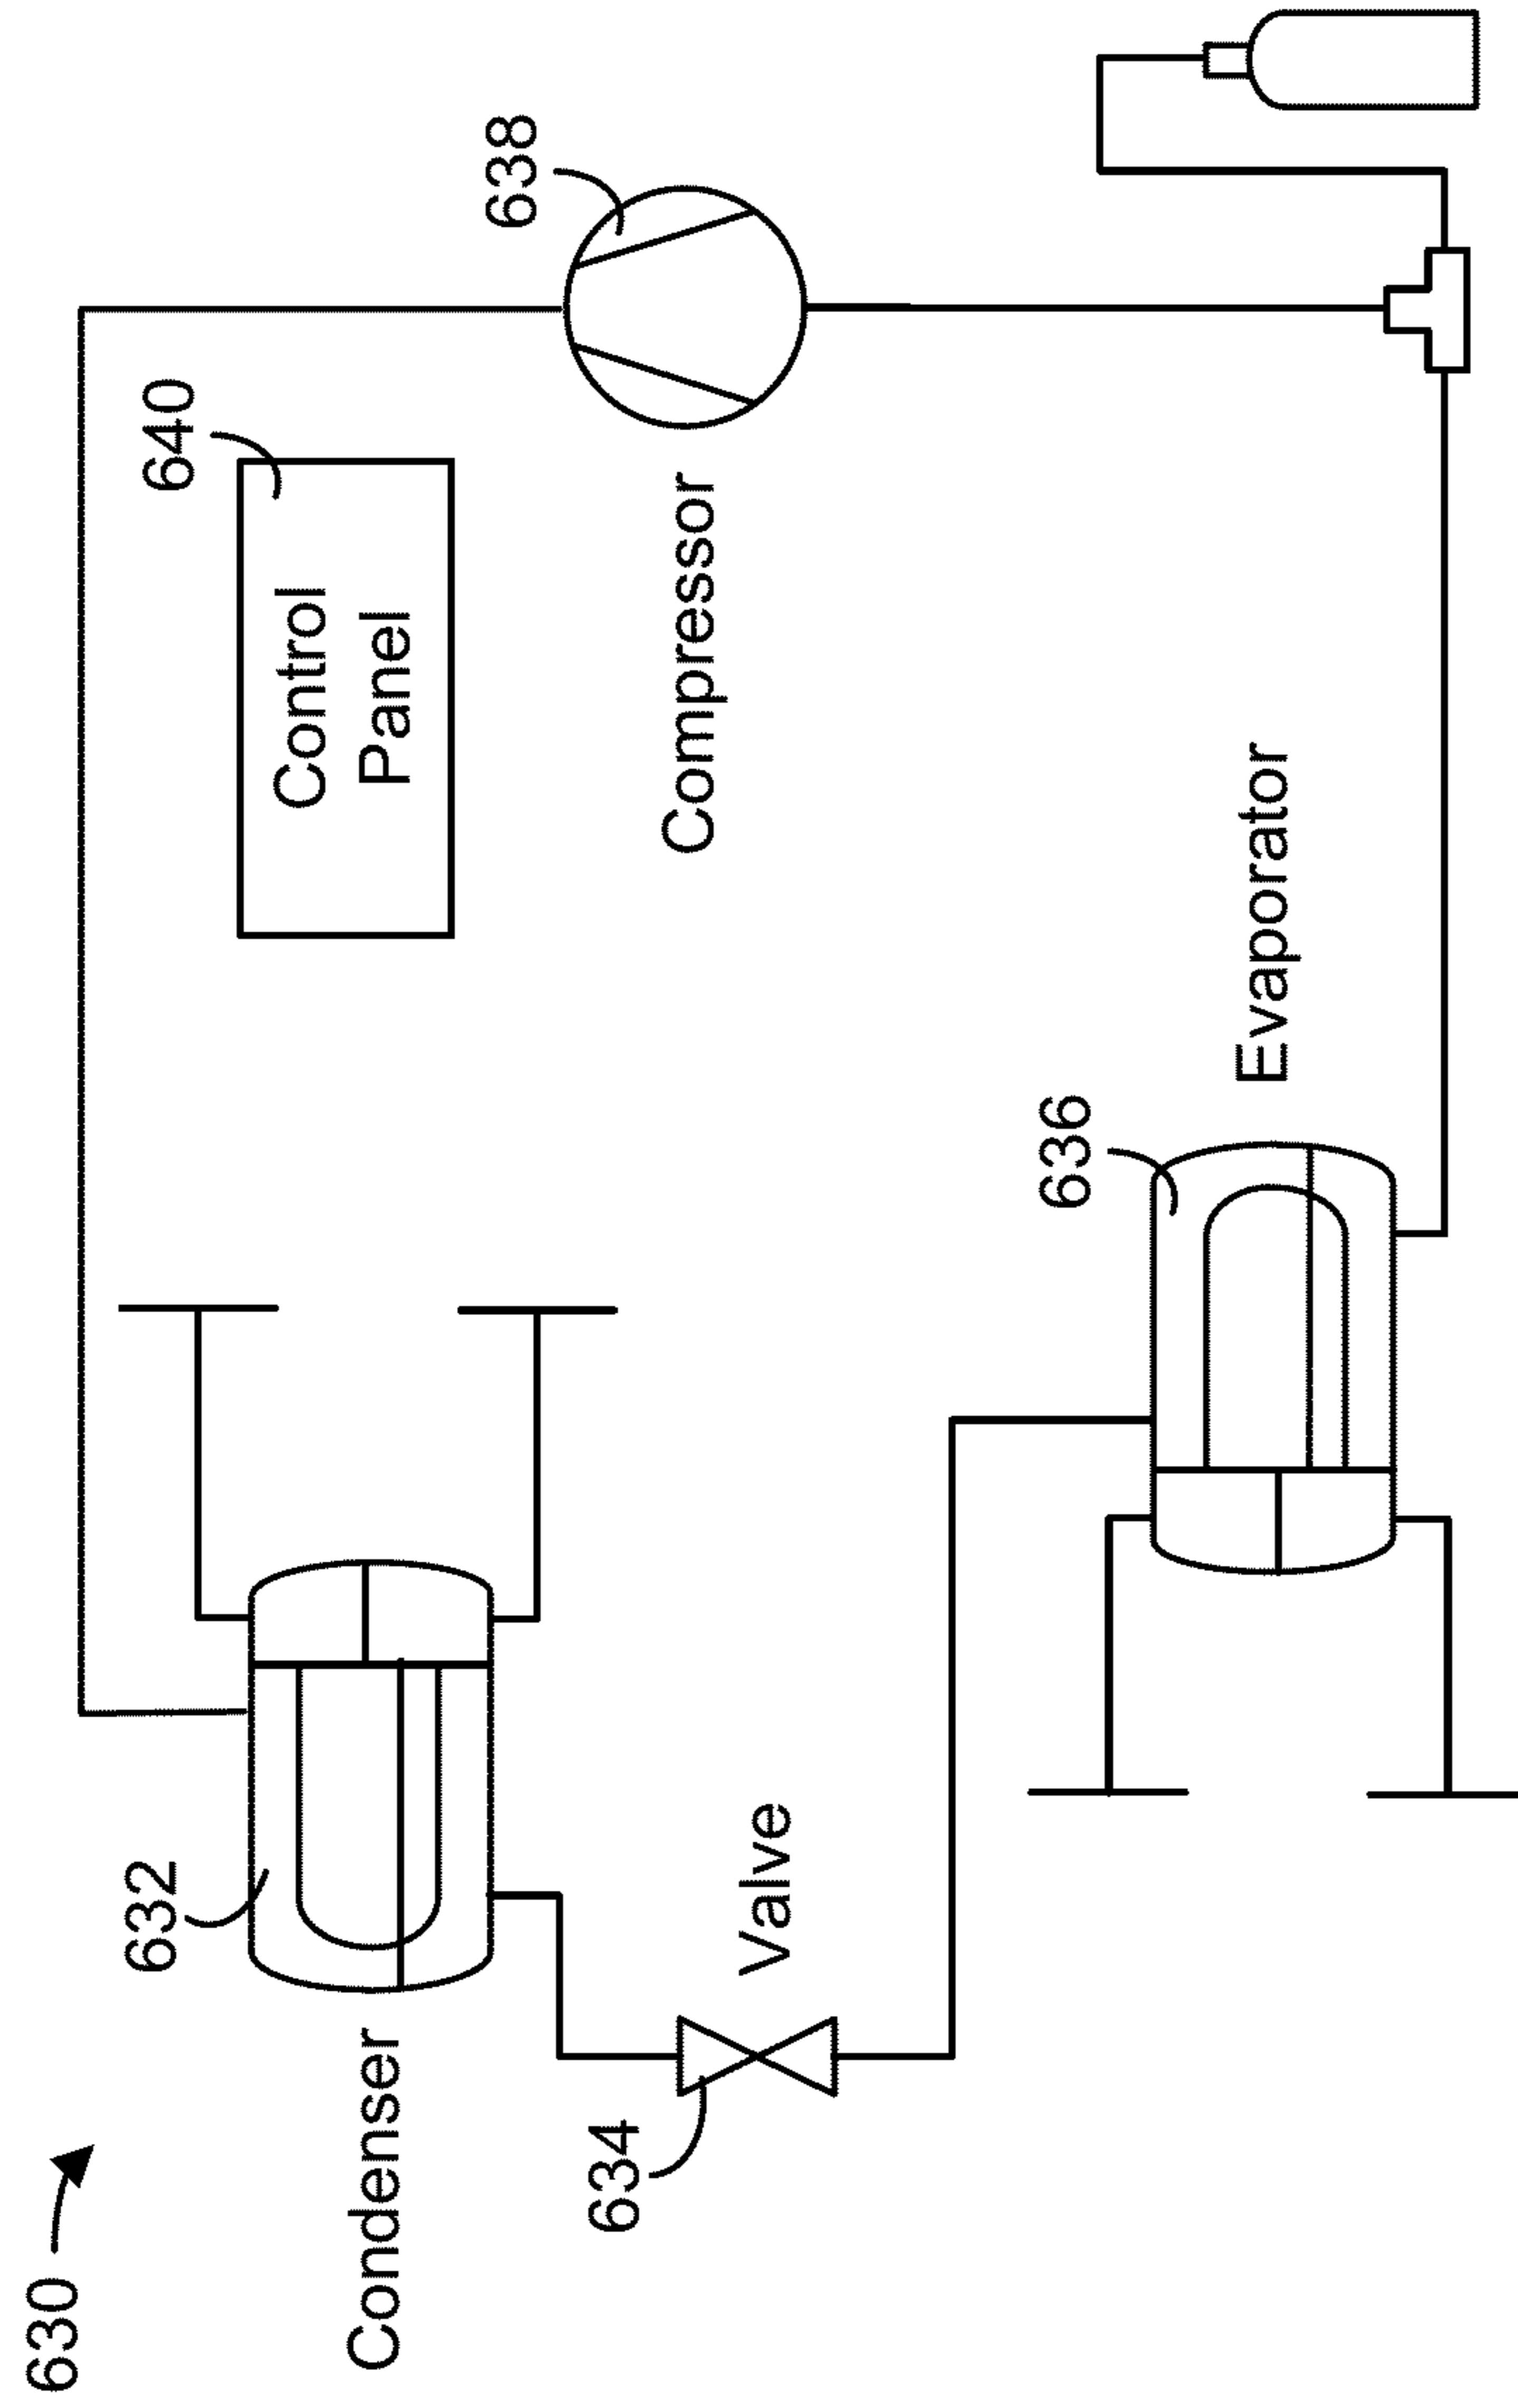 630
Condenser
632
634
Valve
636
Evaporator
Compressor
638
640
Control
Panel